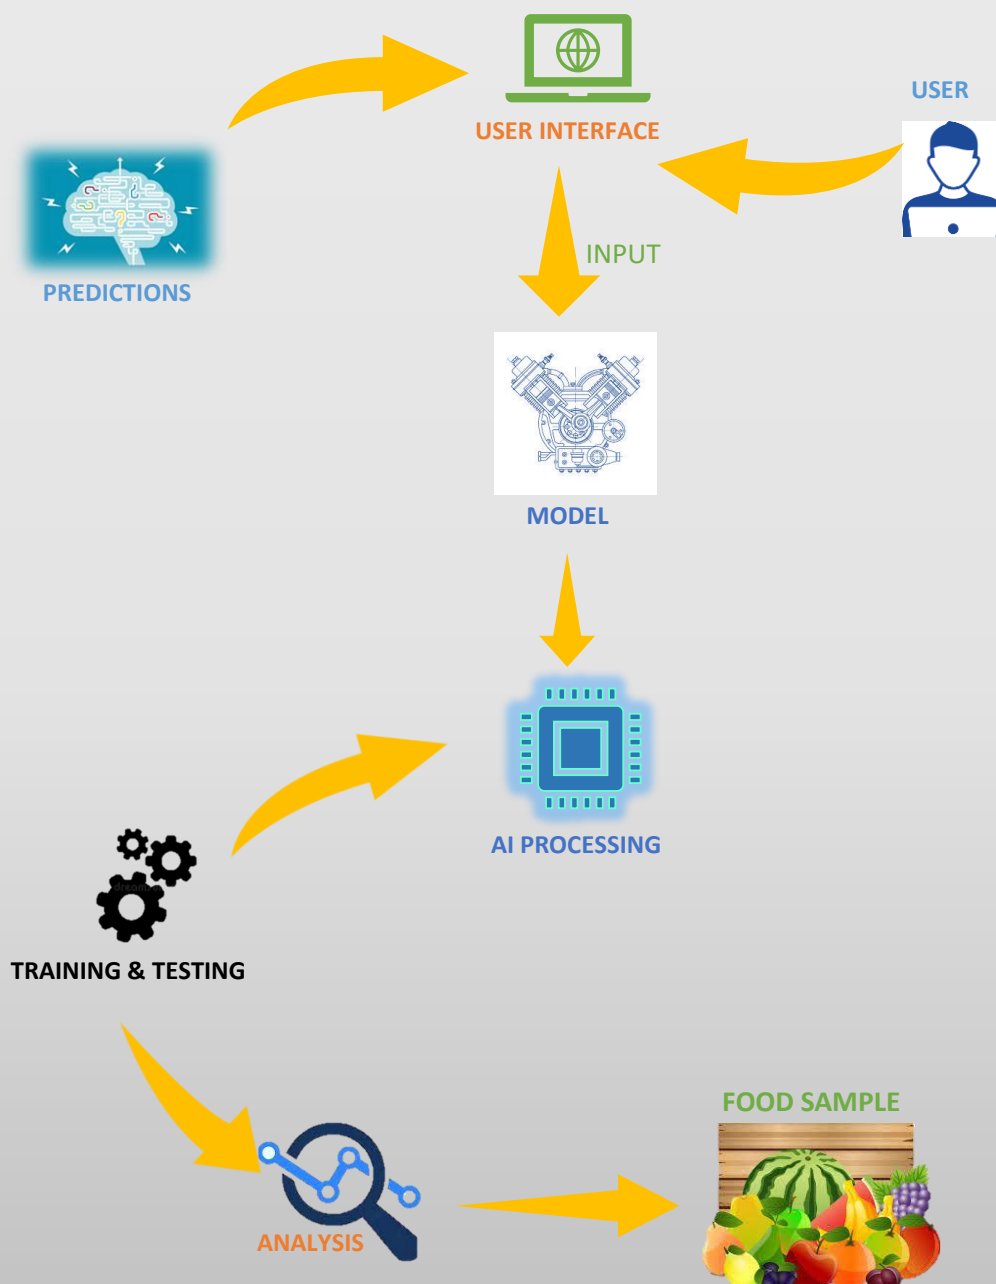 USER
USER INTERFACE
INPUT
PREDICTIONS
MODEL
AI PROCESSING
TRAINING & TESTING
FOOD SAMPLE
ANALYSIS